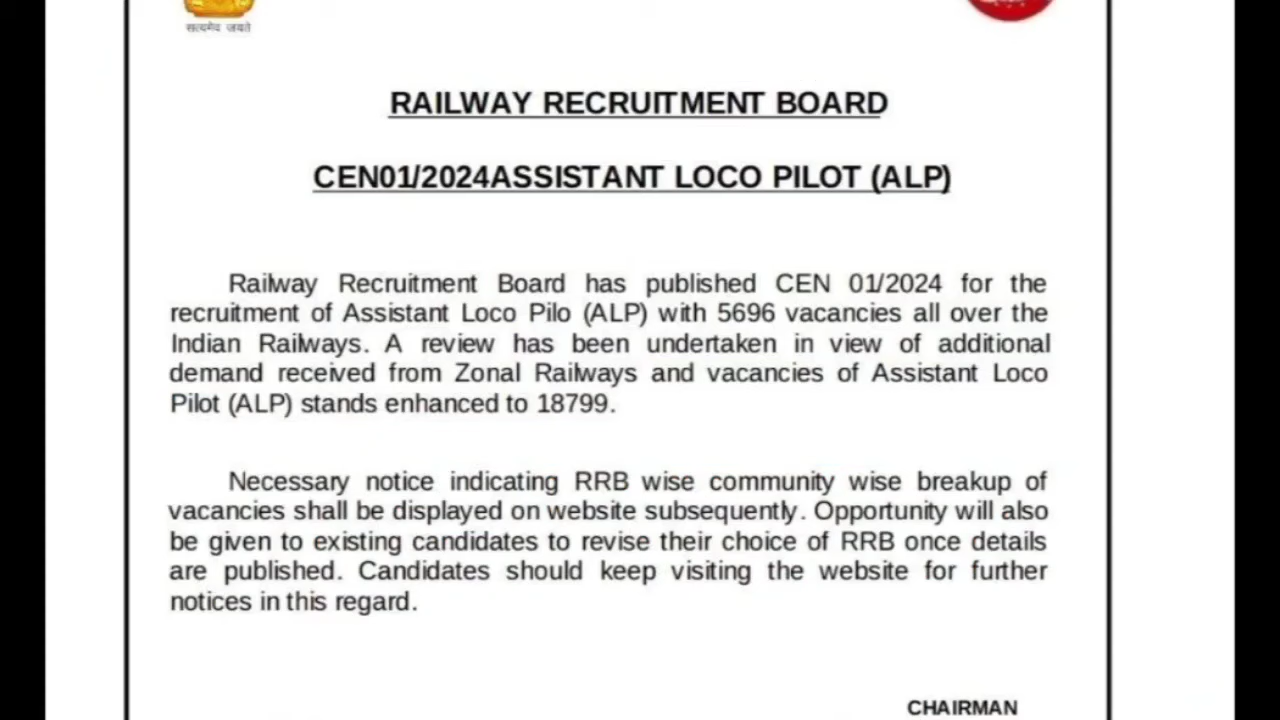 सत्यमेव जयते
RAILWAY RECRUITMENT BOARD
CEN01/2024ASSISTANT LOCO PILOT (ALP)
Railway Recruitment Board has published CEN 01/2024 for the
recruitment of Assistant Loco Pilo (ALP) with 5696 vacancies all over the
Indian Railways. A review has been undertaken in view of additional
demand received from Zonal Railways and vacancies of Assistant Loco
Pilot (ALP) stands enhanced to 18799.
Necessary notice indicating RRB wise community wise breakup of
vacancies shall be displayed on website subsequently. Opportunity will also
be given to existing candidates to revise their choice of RRB once details
are published. Candidates should keep visiting the website for further
notices in this regard.
CHAIRMAN